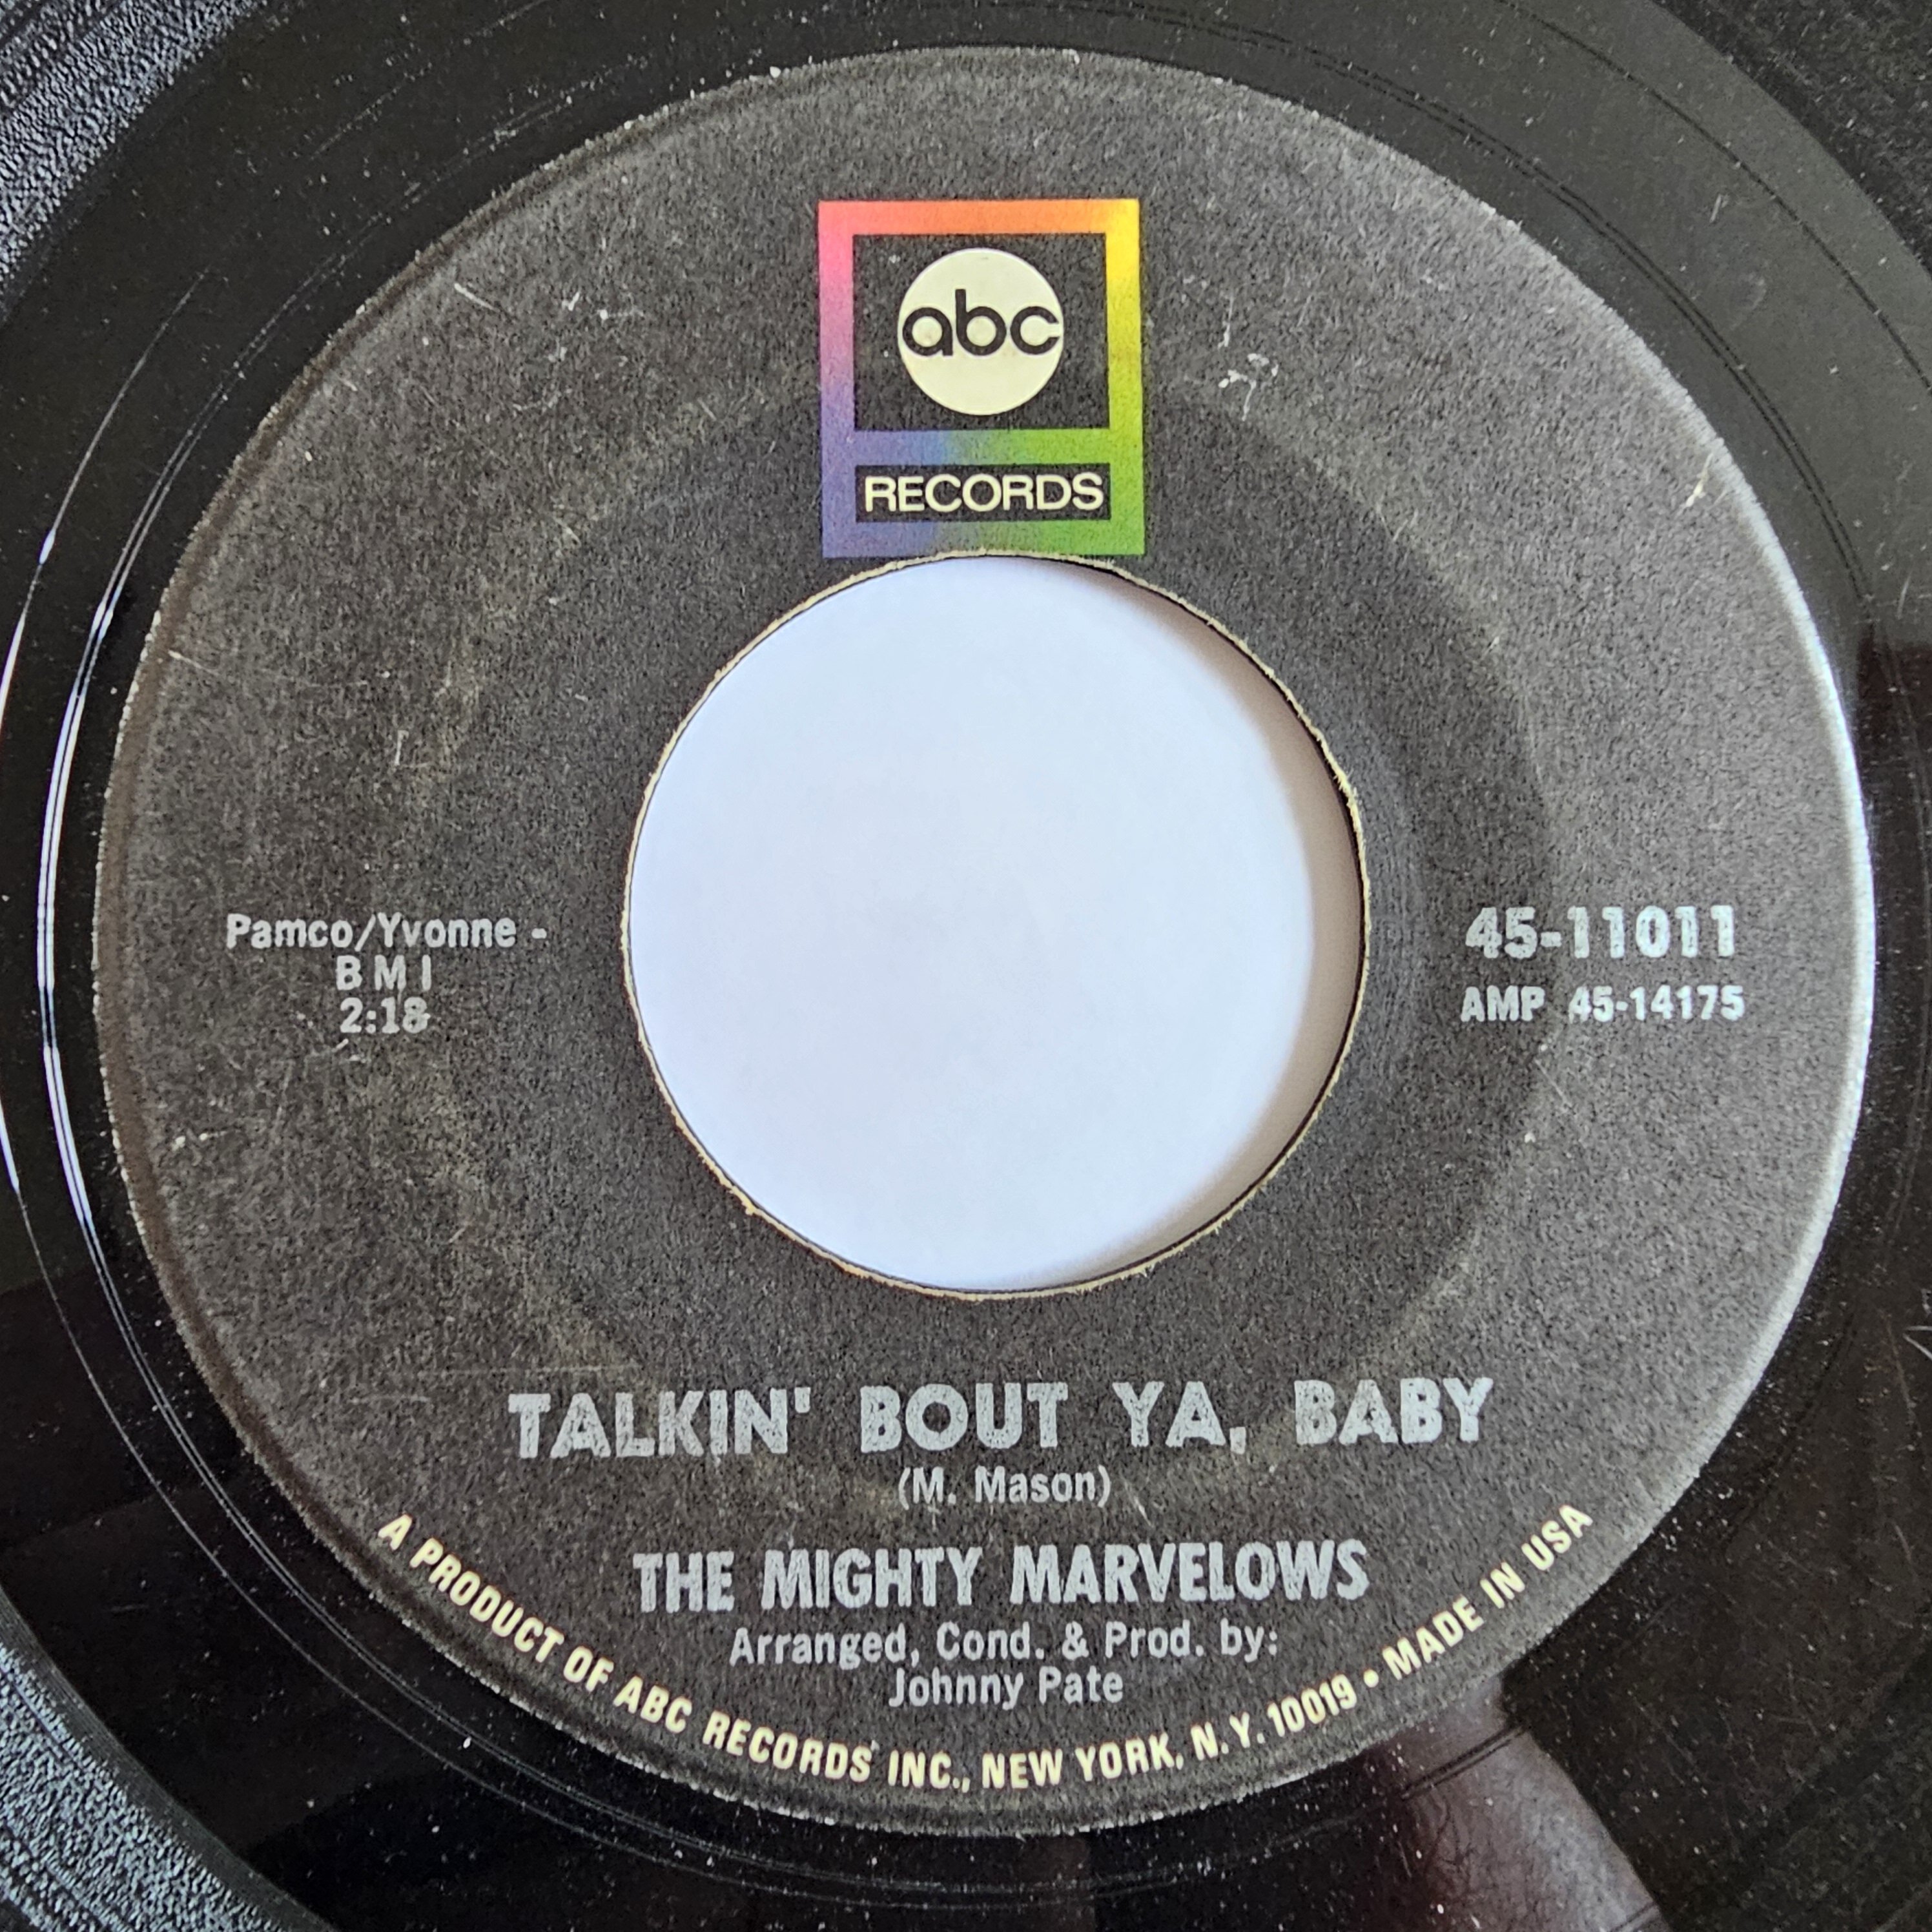 abc
RECORDS
Pamco/Yvonne -
B M I
2:18
45-11011
AMP 45-14175
TALKIN' BOUT YA, BABY
(M. Mason)
THE MIGHTY MARVELOWS
Arranged, Cond. & Prod. by:
Johnny Pate
A PRODUCT OF ABC RECORDS INC., NEW YORK, N. Y. 10019 • MADE IN USA